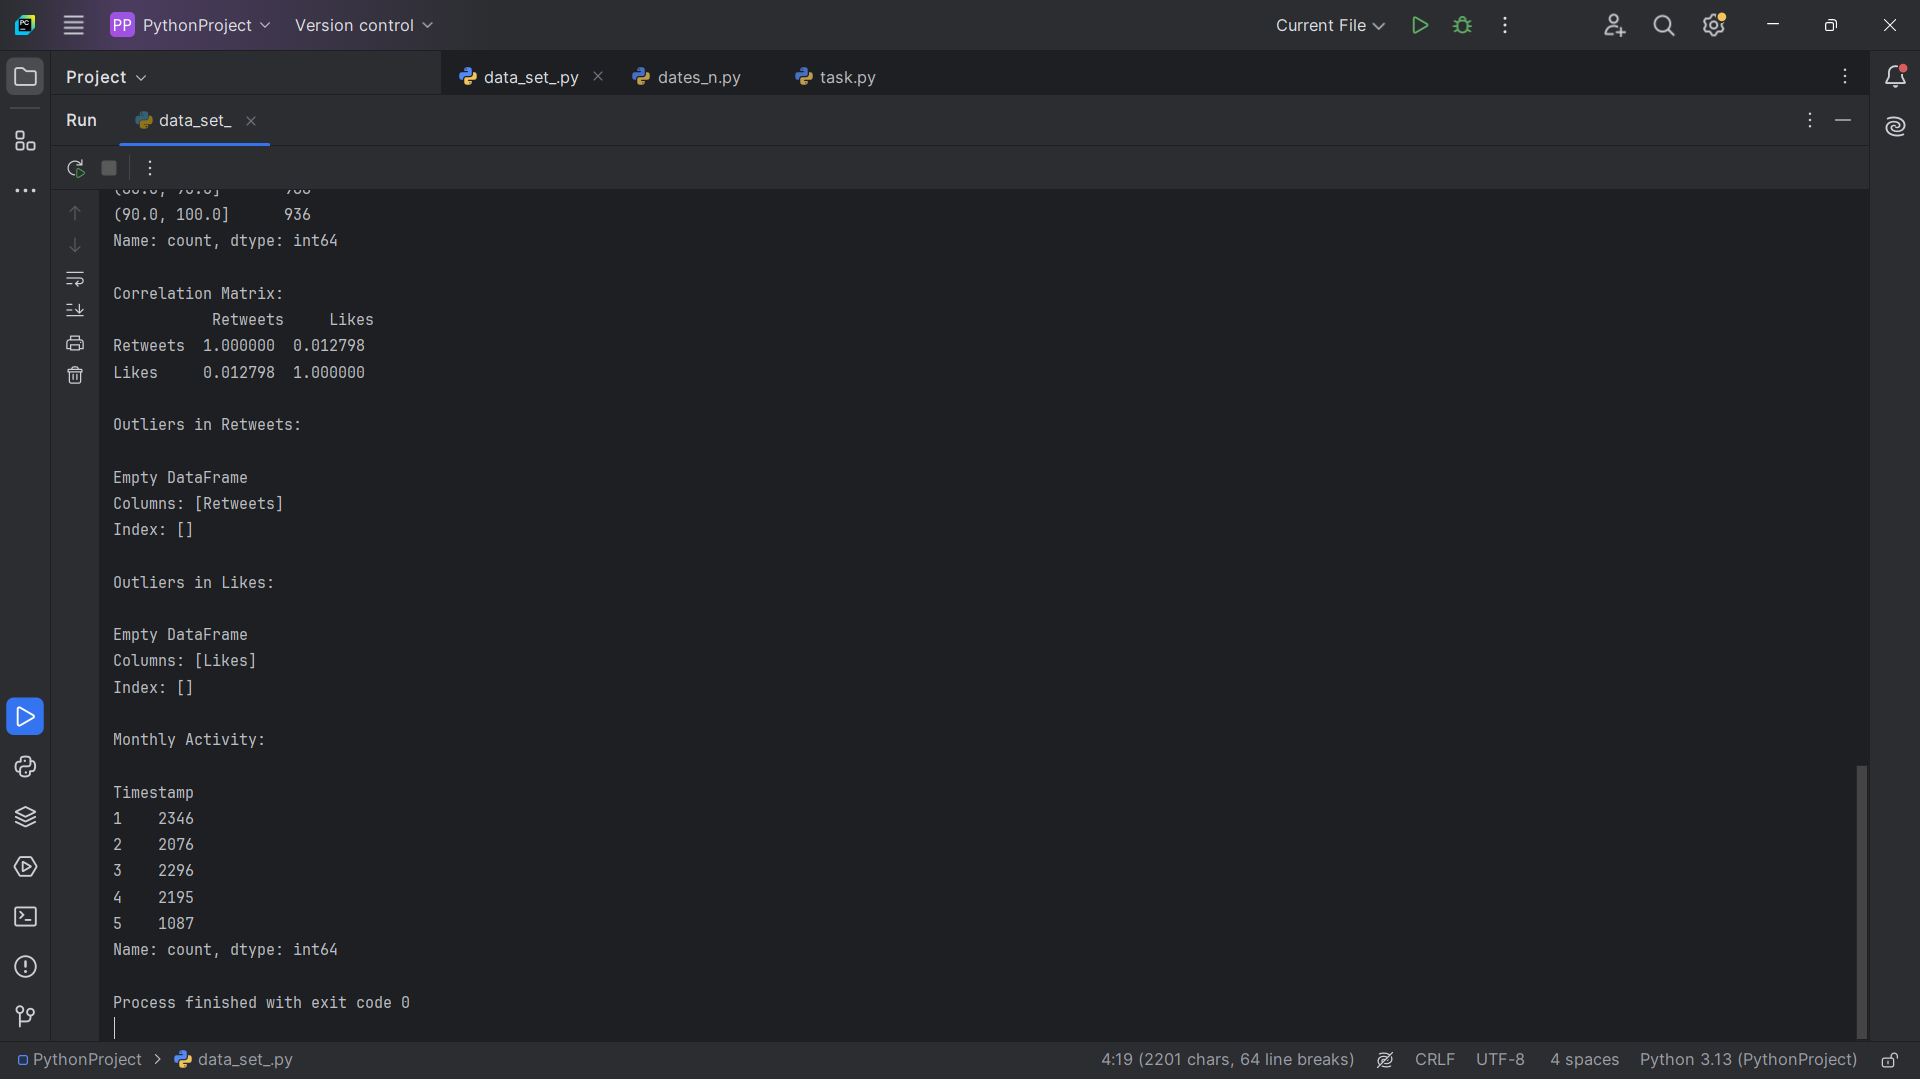 PP PythonProject Version control Current File
Project data_set_.py dates_n.py task.py
Run data_set_
(90.0, 100.0] 936
Name: count, dtype: int64
Correlation Matrix:
Retweets Likes
Retweets 1.000000 0.012798
Likes 0.012798 1.000000
Outliers in Retweets:
Empty DataFrame
Columns: [Retweets]
Index: []
Outliers in Likes:
Empty DataFrame
Columns: [Likes]
Index: []
Monthly Activity:
Timestamp
1 2346
2 2076
3 2296
4 2195
5 1087
Name: count, dtype: int64
Process finished with exit code 0
PythonProject > data_set_.py 4:19 (2201 chars, 64 line breaks) CRLF UTF-8 4 spaces Python 3.13 (PythonProject)